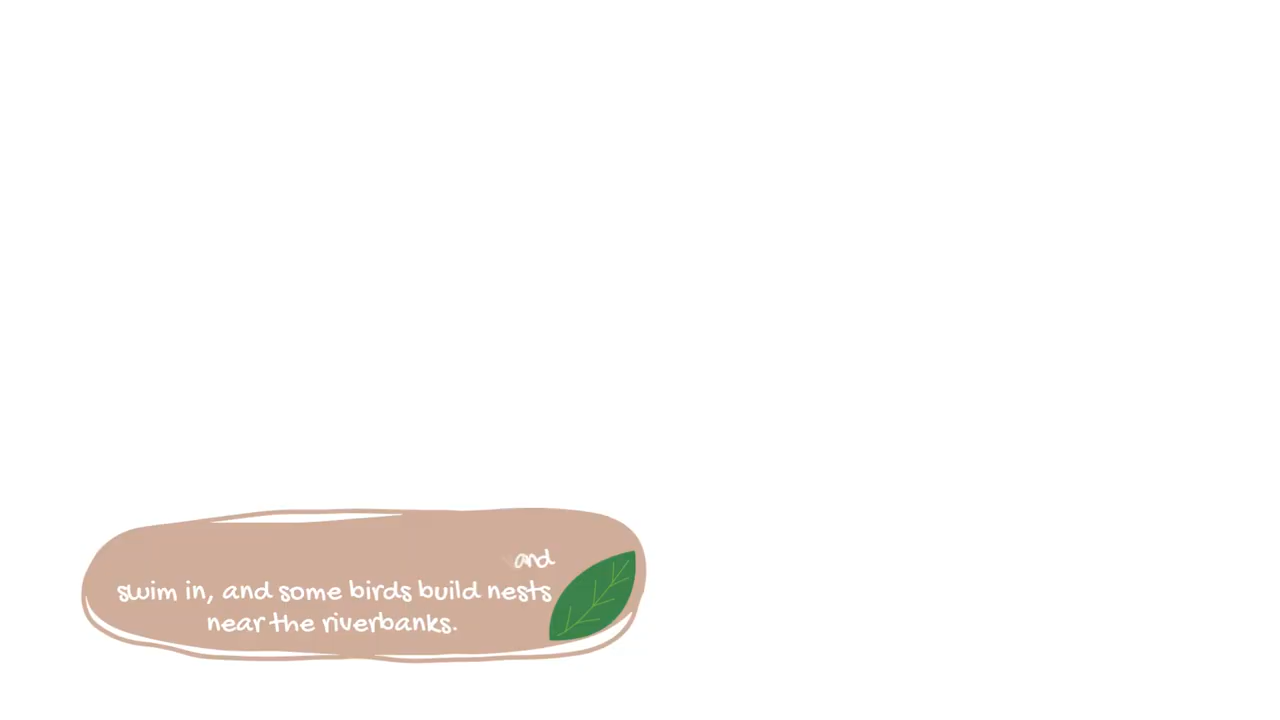 and
swim in, and some birds build nests
near the riverbanks.